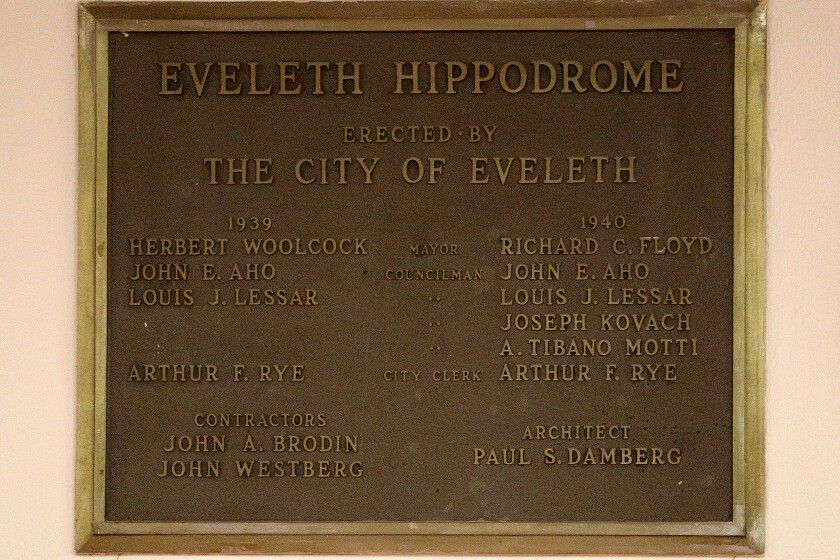 EVELETH HIPPODROME
ERECTED·BY
THE CITY OF EVELETH
1939 1940
HERBERT WOOLCOCK MAYOR RICHARD C. FLOYD
JOHN E. AHO COUNCILMAN JOHN E. AHO
LOUIS J. LESSAR ·· LOUIS J. LESSAR
·· JOSEPH KOVACH
·· A. TIBANO MOTTI
ARTHUR F. RYE CITY CLERK ARTHUR F. RYE
CONTRACTORS
JOHN A. BRODIN
JOHN WESTBERG
ARCHITECT
PAUL S. DAMBERG